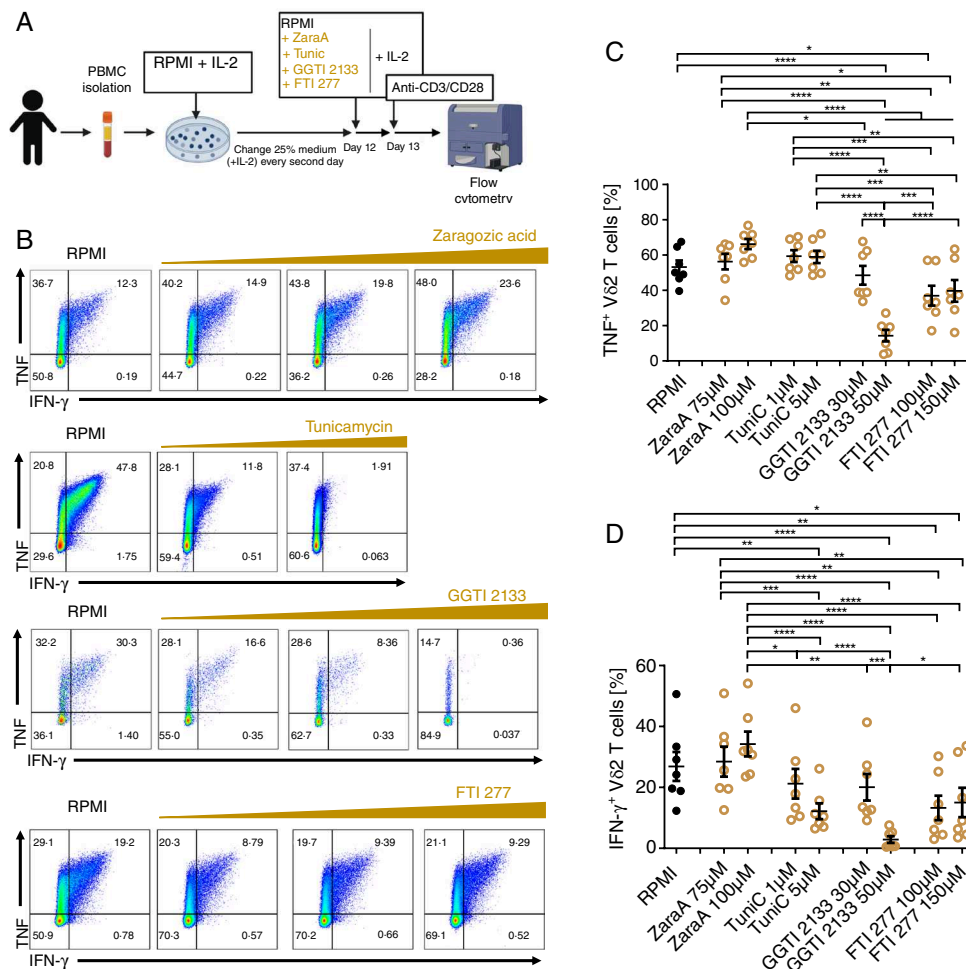 A
PBMC
isolation
RPMI + IL-2
RPMI
+ ZaraA
+ Tunic
+ GGTI 2133
+ FTI 277
+ IL-2
Anti-CD3/CD28
Change 25% medium
(+IL-2) every second day
Day 12
Day 13
Flow
cytometry
B
Zaragozic acid
RPMI
36·7 12·3
50·8 0·19
40·2 14·9
44·7 0·22
43·8 19·8
36·2 0·26
48·0 23·6
28·2 0·18
TNF
IFN-γ
Tunicamycin
RPMI
20·8 47·8
29·6 1·75
28·1 11·8
59·4 0·51
37·4 1·91
60·6 0·063
TNF
IFN-γ
GGTI 2133
RPMI
32·2 30·3
36·1 1·40
28·1 16·6
55·0 0·35
28·6 8·36
62·7 0·33
14·7 0·36
84·9 0·037
TNF
IFN-γ
FTI 277
RPMI
29·1 19·2
50·9 0·78
20·3 8·79
70·3 0·57
19·7 9·39
70·2 0·66
21·1 9·29
69·1 0·52
TNF
IFN-γ
C
*
****
*
**
****
****
*
**
***
****
**
***
****
***
****
****
TNF⁺ Vδ2 T cells [%]
100
80
60
40
20
0
RPMI
ZaraA 75µM
ZaraA 100µM
TuniC 1µM
TuniC 5µM
GGTI 2133 30µM
GGTI 2133 50µM
FTI 277 100µM
FTI 277 150µM
D
*
**
****
**
**
**
****
***
****
****
****
****
*
****
**
***
*
IFN-γ⁺ Vδ2 T cells [%]
60
40
20
0
RPMI
ZaraA 75µM
ZaraA 100µM
TuniC 1µM
TuniC 5µM
GGTI 2133 30µM
GGTI 2133 50µM
FTI 277 100µM
FTI 277 150µM